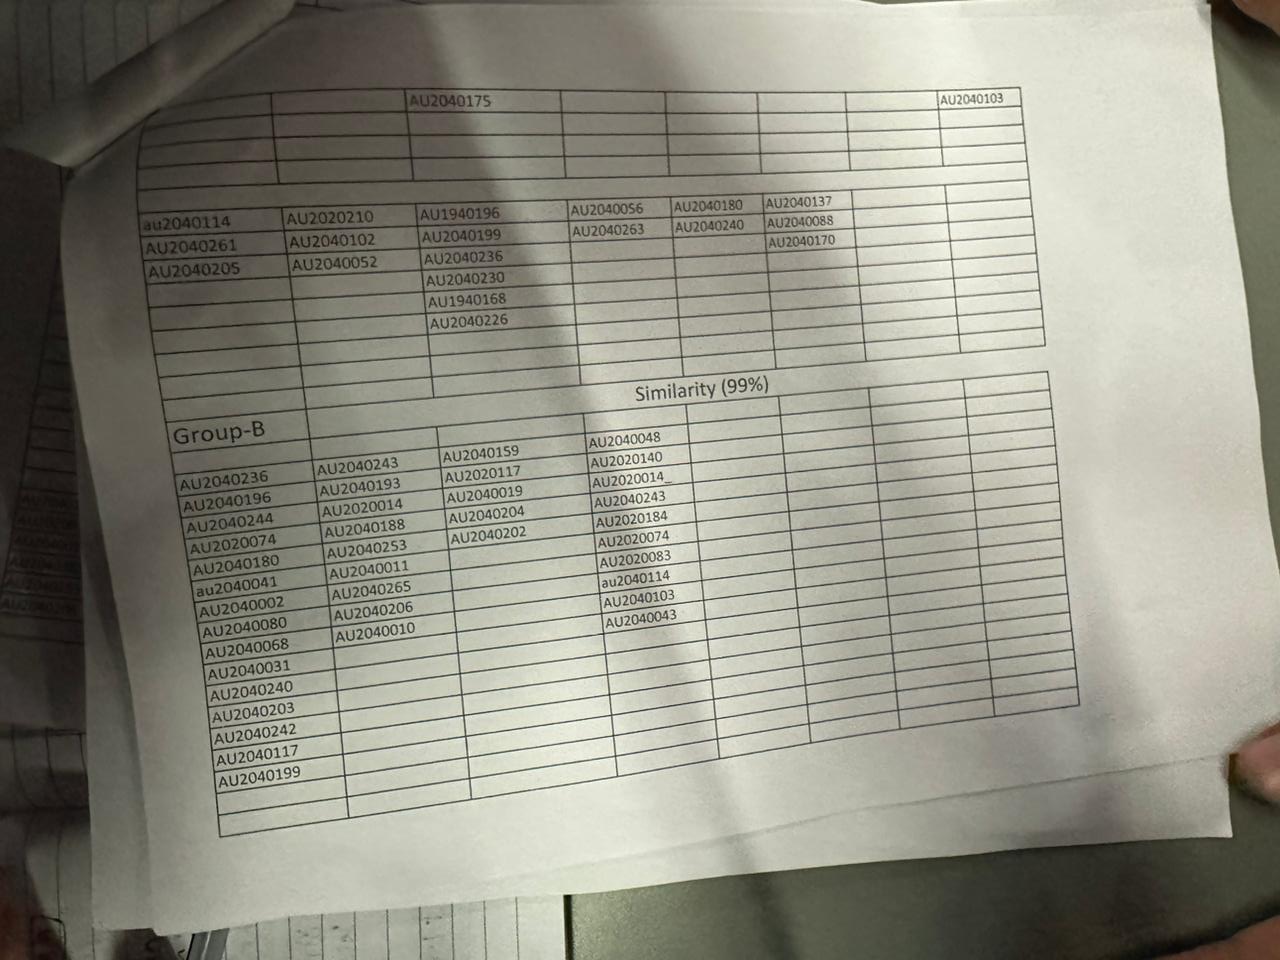 AU2040175 AU2040103
au2040114 AU2020210 AU1940196 AU2040056 AU2040180 AU2040137
AU2040261 AU2040102 AU2040199 AU2040263 AU2040240 AU2040088
AU2040205 AU2040052 AU2040236 AU2040170
AU2040230
AU1940168
AU2040226
Similarity (99%)
Group-B
AU2040236 AU2040243 AU2040159 AU2040048
AU2040196 AU2040193 AU2020117 AU2020140
AU2040244 AU2020014 AU2040019 AU2020014_
AU2020074 AU2040188 AU2040204 AU2040243
AU2040180 AU2040253 AU2040202 AU2020184
au2040041 AU2040011 AU2020074
AU2040002 AU2040265 AU2020083
AU2040080 AU2040206 au2040114
AU2040068 AU2040010 AU2040103
AU2040031 AU2040043
AU2040240
AU2040203
AU2040242
AU2040117
AU2040199